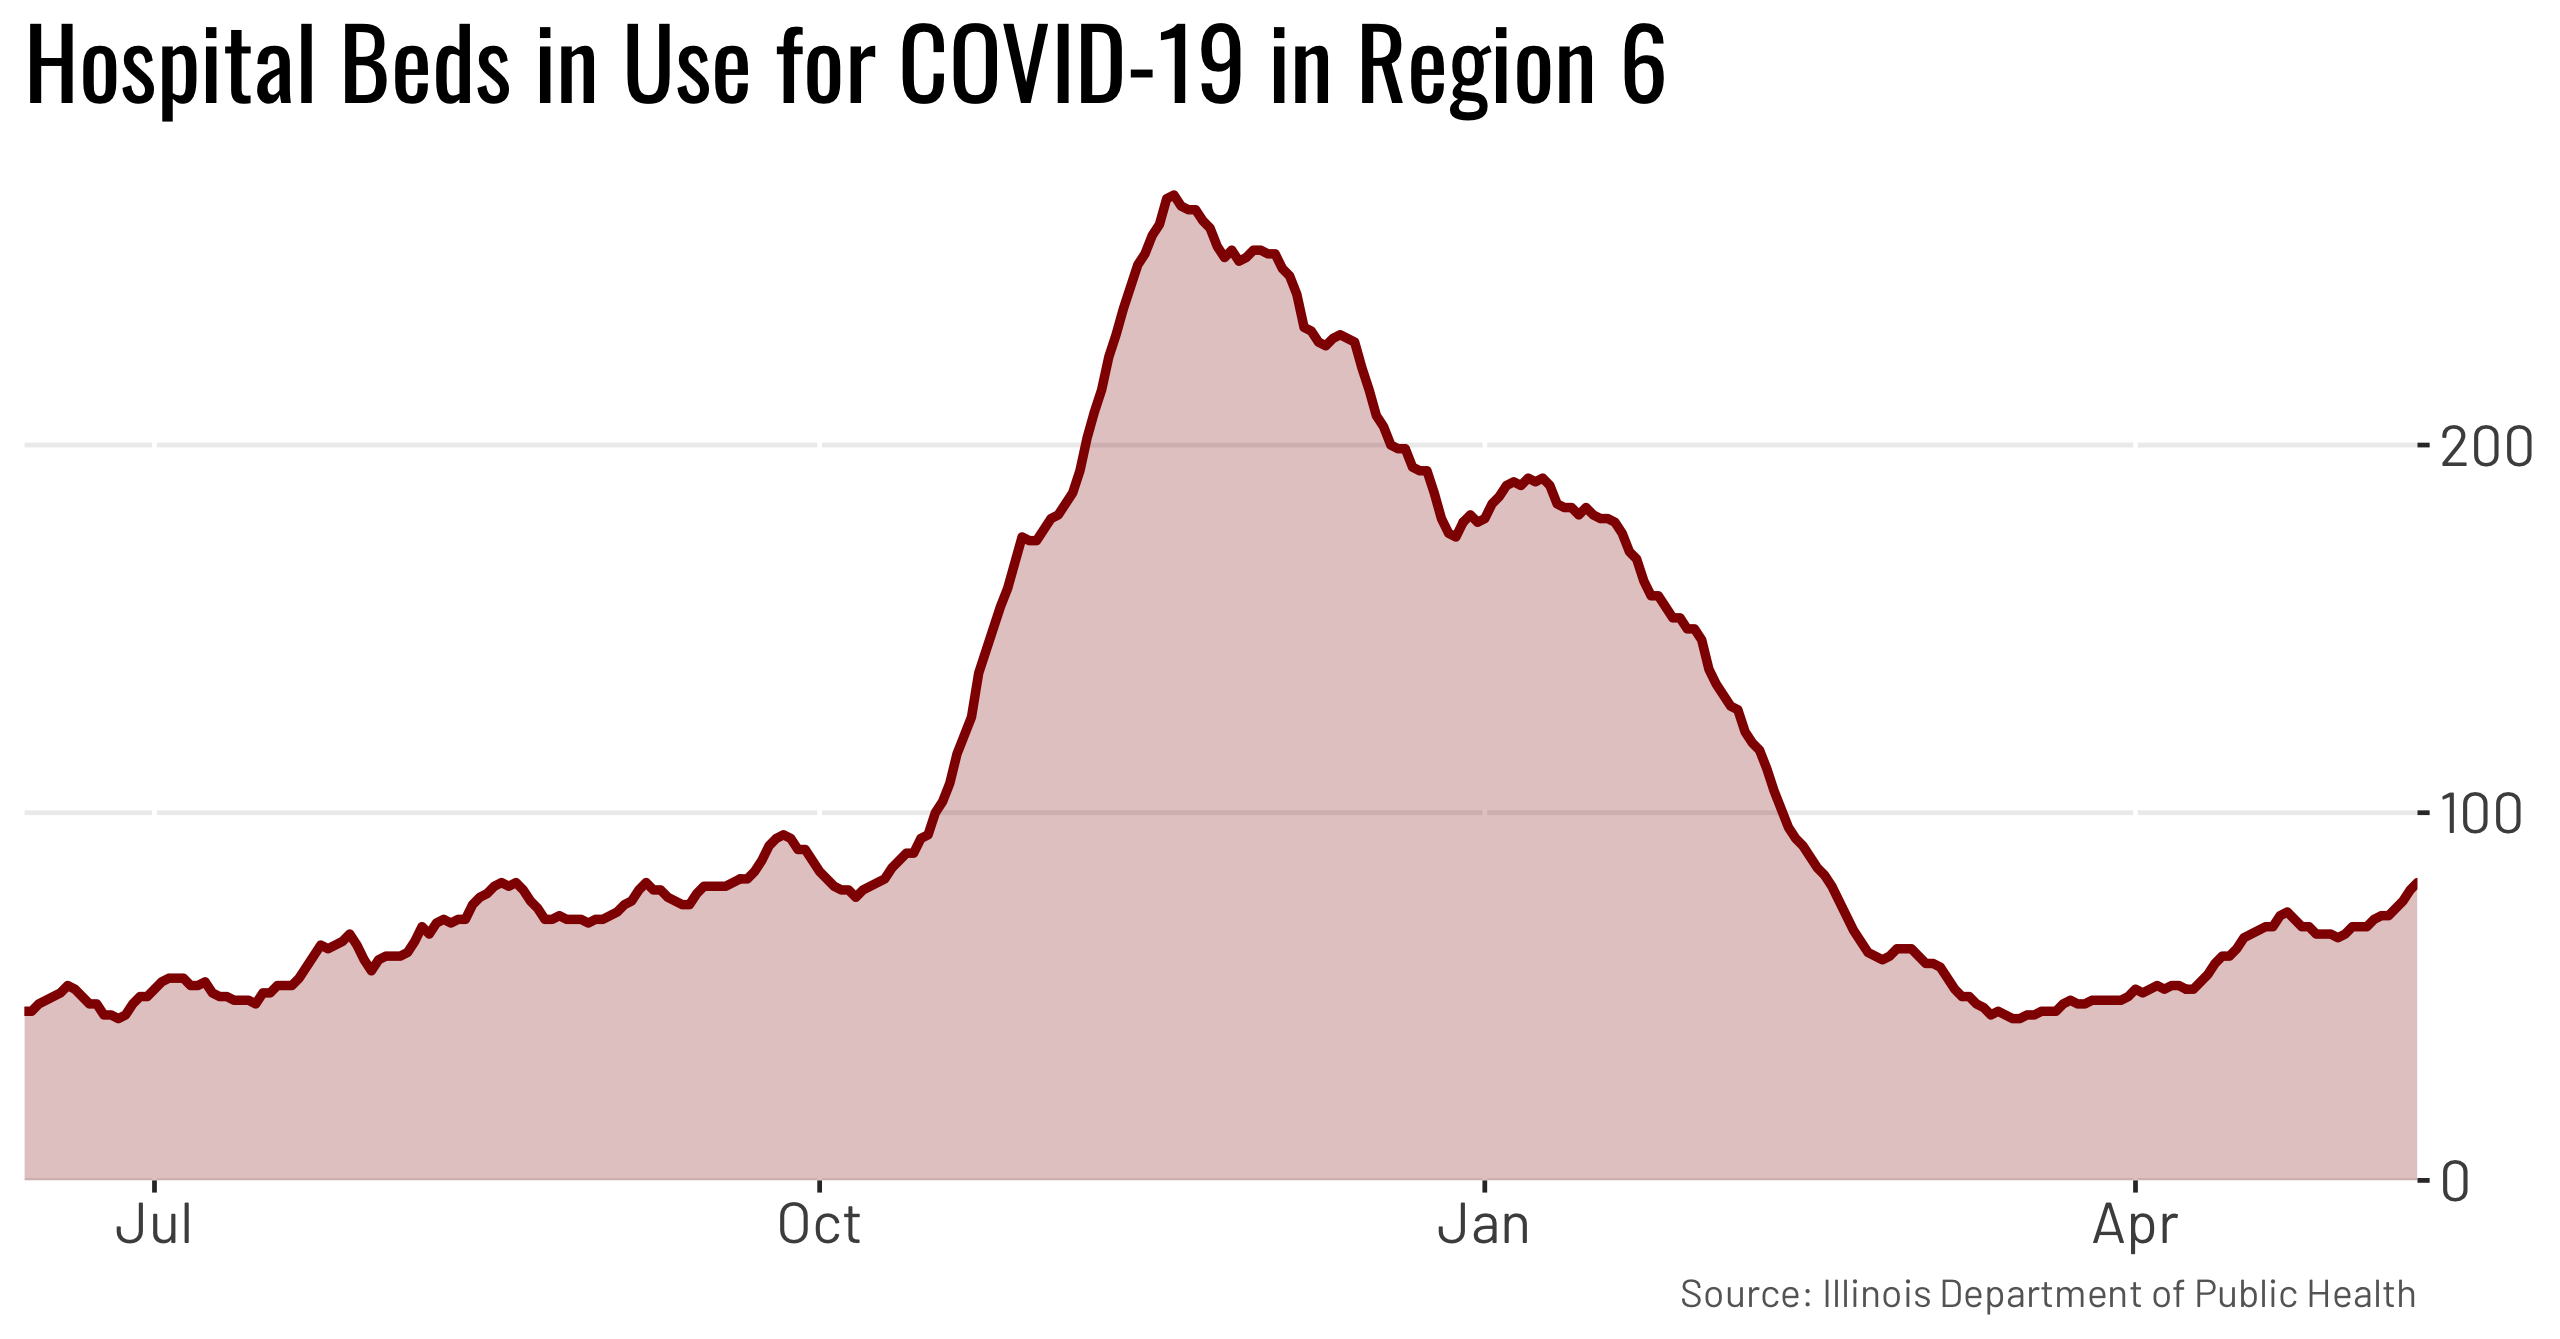 Hospital Beds in Use for COVID-19 in Region 6
200
100
0
Jul Oct Jan Apr
Source: Illinois Department of Public Health